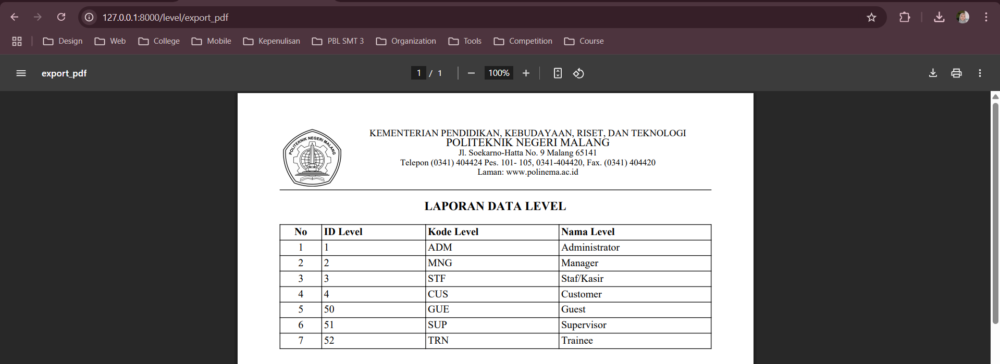 127.0.0.1:8000/level/export_pdf
Design Web College Mobile Kepenulisan PBL SMT 3 Organization Tools Competition Course
export_pdf 1 / 1 100%
POLITEKNIK NEGERI MALANG
KEMENTERIAN PENDIDIKAN, KEBUDAYAAN, RISET, DAN TEKNOLOGI
POLITEKNIK NEGERI MALANG
Jl. Soekarno-Hatta No. 9 Malang 65141
Telepon (0341) 404424 Pes. 101- 105, 0341-404420, Fax. (0341) 404420
Laman: www.polinema.ac.id
LAPORAN DATA LEVEL
No ID Level Kode Level Nama Level
1 1 ADM Administrator
2 2 MNG Manager
3 3 STF Staf/Kasir
4 4 CUS Customer
5 50 GUE Guest
6 51 SUP Supervisor
7 52 TRN Trainee